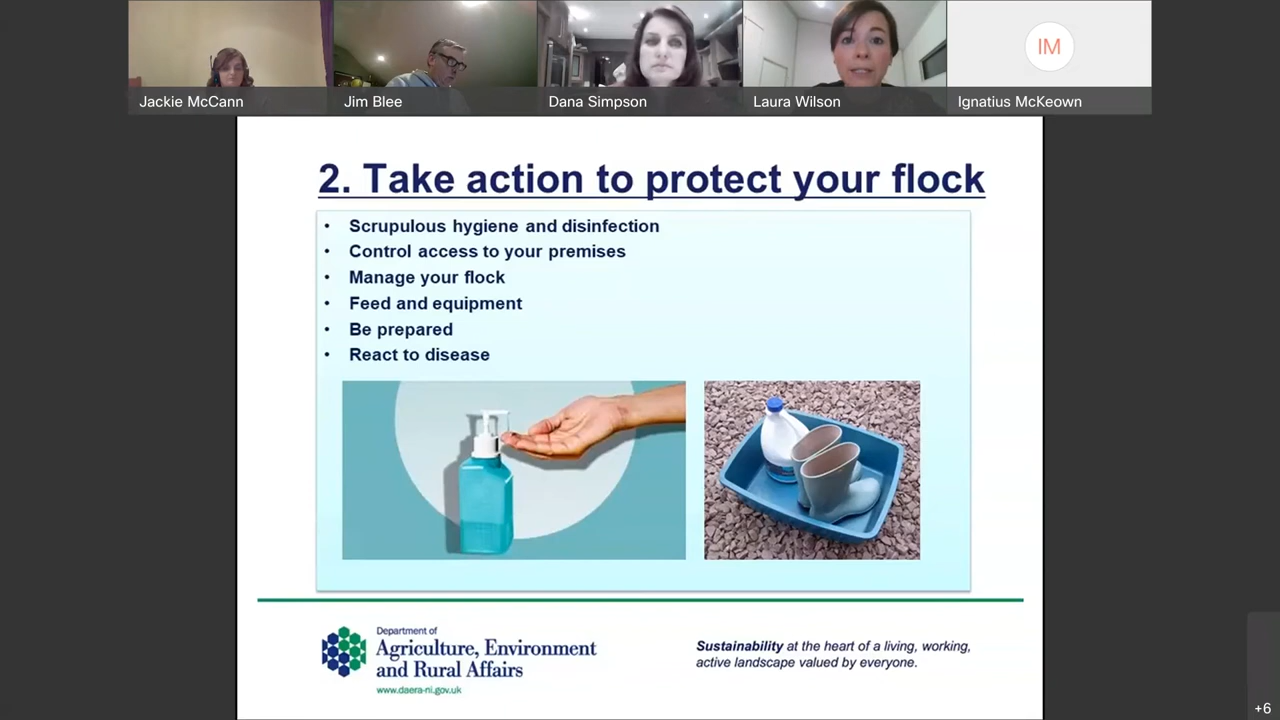 Jackie McCann
Jim Blee
Dana Simpson
Laura Wilson
IM
Ignatius McKeown
2. Take action to protect your flock
• Scrupulous hygiene and disinfection
• Control access to your premises
• Manage your flock
• Feed and equipment
• Be prepared
• React to disease
Department of
Agriculture, Environment
and Rural Affairs
www.daera-ni.gov.uk
Sustainability at the heart of a living, working,
active landscape valued by everyone.
+6